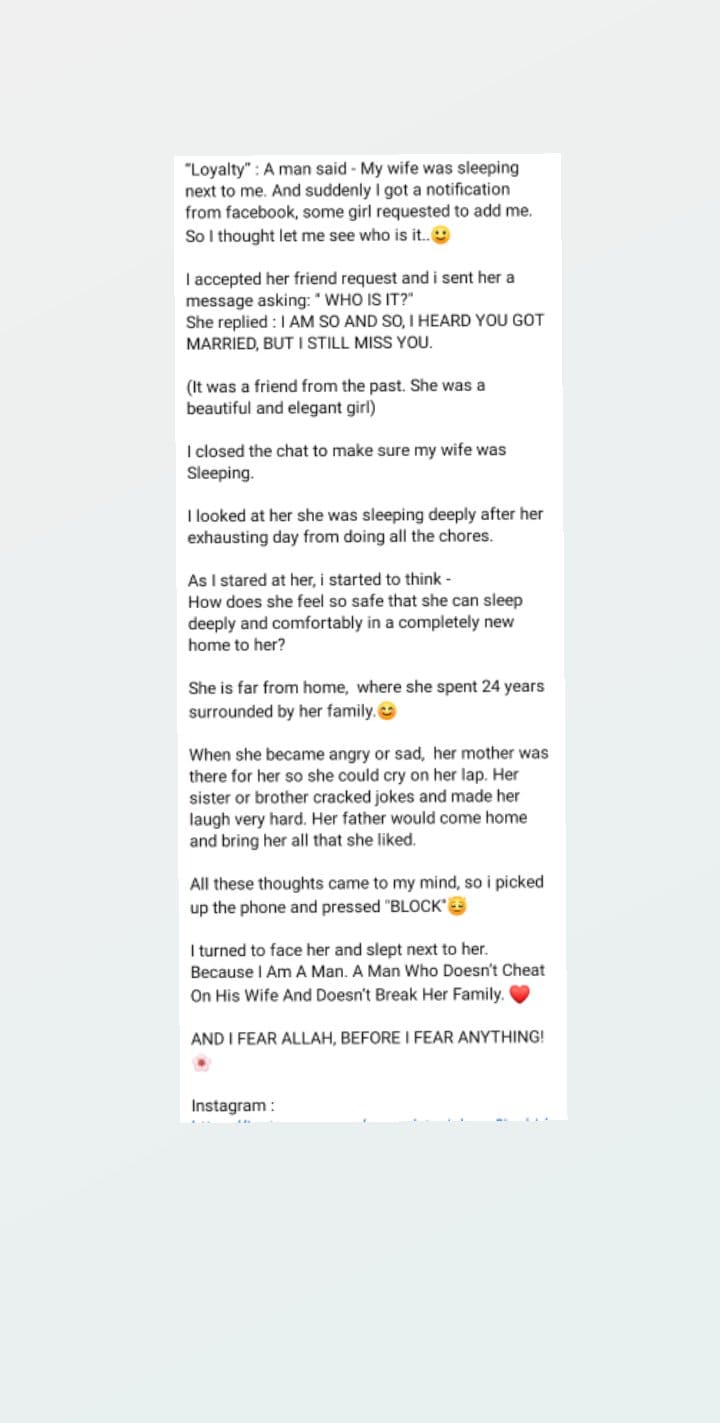 "Loyalty" : A man said - My wife was sleeping
next to me. And suddenly I got a notification
from facebook, some girl requested to add me.
So I thought let me see who is it..🙂
I accepted her friend request and i sent her a
message asking: " WHO IS IT?"
She replied : I AM SO AND SO, I HEARD YOU GOT
MARRIED, BUT I STILL MISS YOU.
(It was a friend from the past. She was a
beautiful and elegant girl)
I closed the chat to make sure my wife was
Sleeping.
I looked at her she was sleeping deeply after her
exhausting day from doing all the chores.
As I stared at her, i started to think -
How does she feel so safe that she can sleep
deeply and comfortably in a completely new
home to her?
She is far from home, where she spent 24 years
surrounded by her family.😊
When she became angry or sad, her mother was
there for her so she could cry on her lap. Her
sister or brother cracked jokes and made her
laugh very hard. Her father would come home
and bring her all that she liked.
All these thoughts came to my mind, so i picked
up the phone and pressed "BLOCK"😌
I turned to face her and slept next to her.
Because I Am A Man. A Man Who Doesn't Cheat
On His Wife And Doesn't Break Her Family. ❤️
AND I FEAR ALLAH, BEFORE I FEAR ANYTHING!
🌸
Instagram :